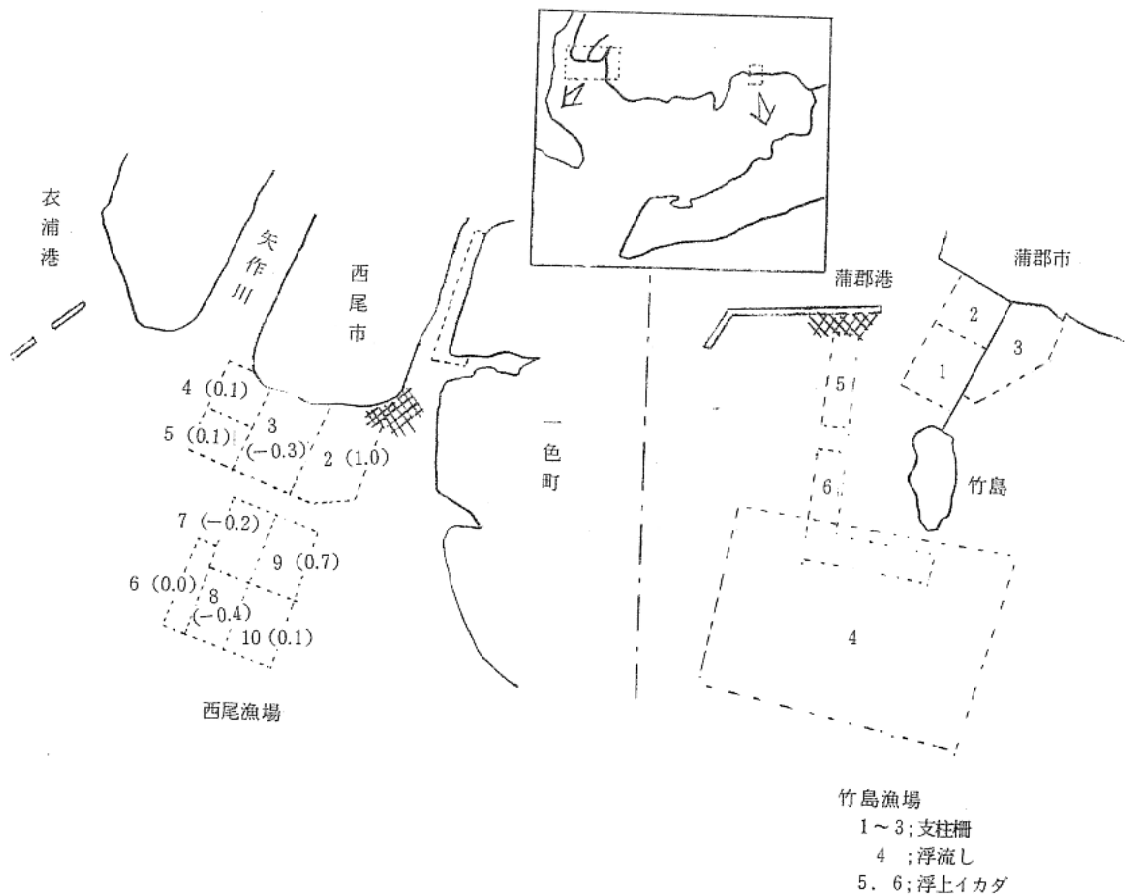 衣浦港
矢作川
西尾市
一色町
4 (0.1)
5 (0.1)
3
(-0.3)
2 (1.0)
7 (-0.2)
9 (0.7)
6 (0.0)
8
(-0.4)
10 (0.1)
西尾漁場
蒲郡港
蒲郡市
2
1
3
5
6
竹島
4
竹島漁場
1~3;支柱柵
4 ;浮流し
5. 6;浮上イカダ